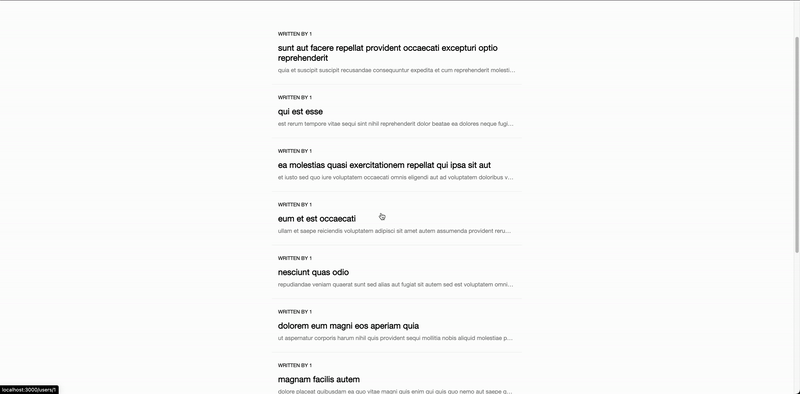 WRITTEN BY 1
sunt aut facere repellat provident occaecati excepturi optio
reprehenderit
quia et suscipit suscipit recusandae consequuntur expedita et cum reprehenderit molesti...
WRITTEN BY 1
qui est esse
est rerum tempore vitae sequi sint nihil reprehenderit dolor beatae ea dolores neque fugi...
WRITTEN BY 1
ea molestias quasi exercitationem repellat qui ipsa sit aut
et iusto sed quo iure voluptatem occaecati omnis eligendi aut ad voluptatem doloribus v...
WRITTEN BY 1
eum et est occaecati
ullam et saepe reiciendis voluptatem adipisci sit amet autem assumenda provident reru...
WRITTEN BY 1
nesciunt quas odio
repudiandae veniam quaerat sunt sed alias aut fugiat sit autem sed est voluptatem omni...
WRITTEN BY 1
dolorem eum magni eos aperiam quia
ut aspernatur corporis harum nihil quis provident sequi mollitia nobis aliquid molestiae p...
WRITTEN BY 1
magnam facilis autem
dolore placeat quibusdam ea quo vitae magni quis enim qui quis quo nemo aut saepe q...
localhost:3000/users/1